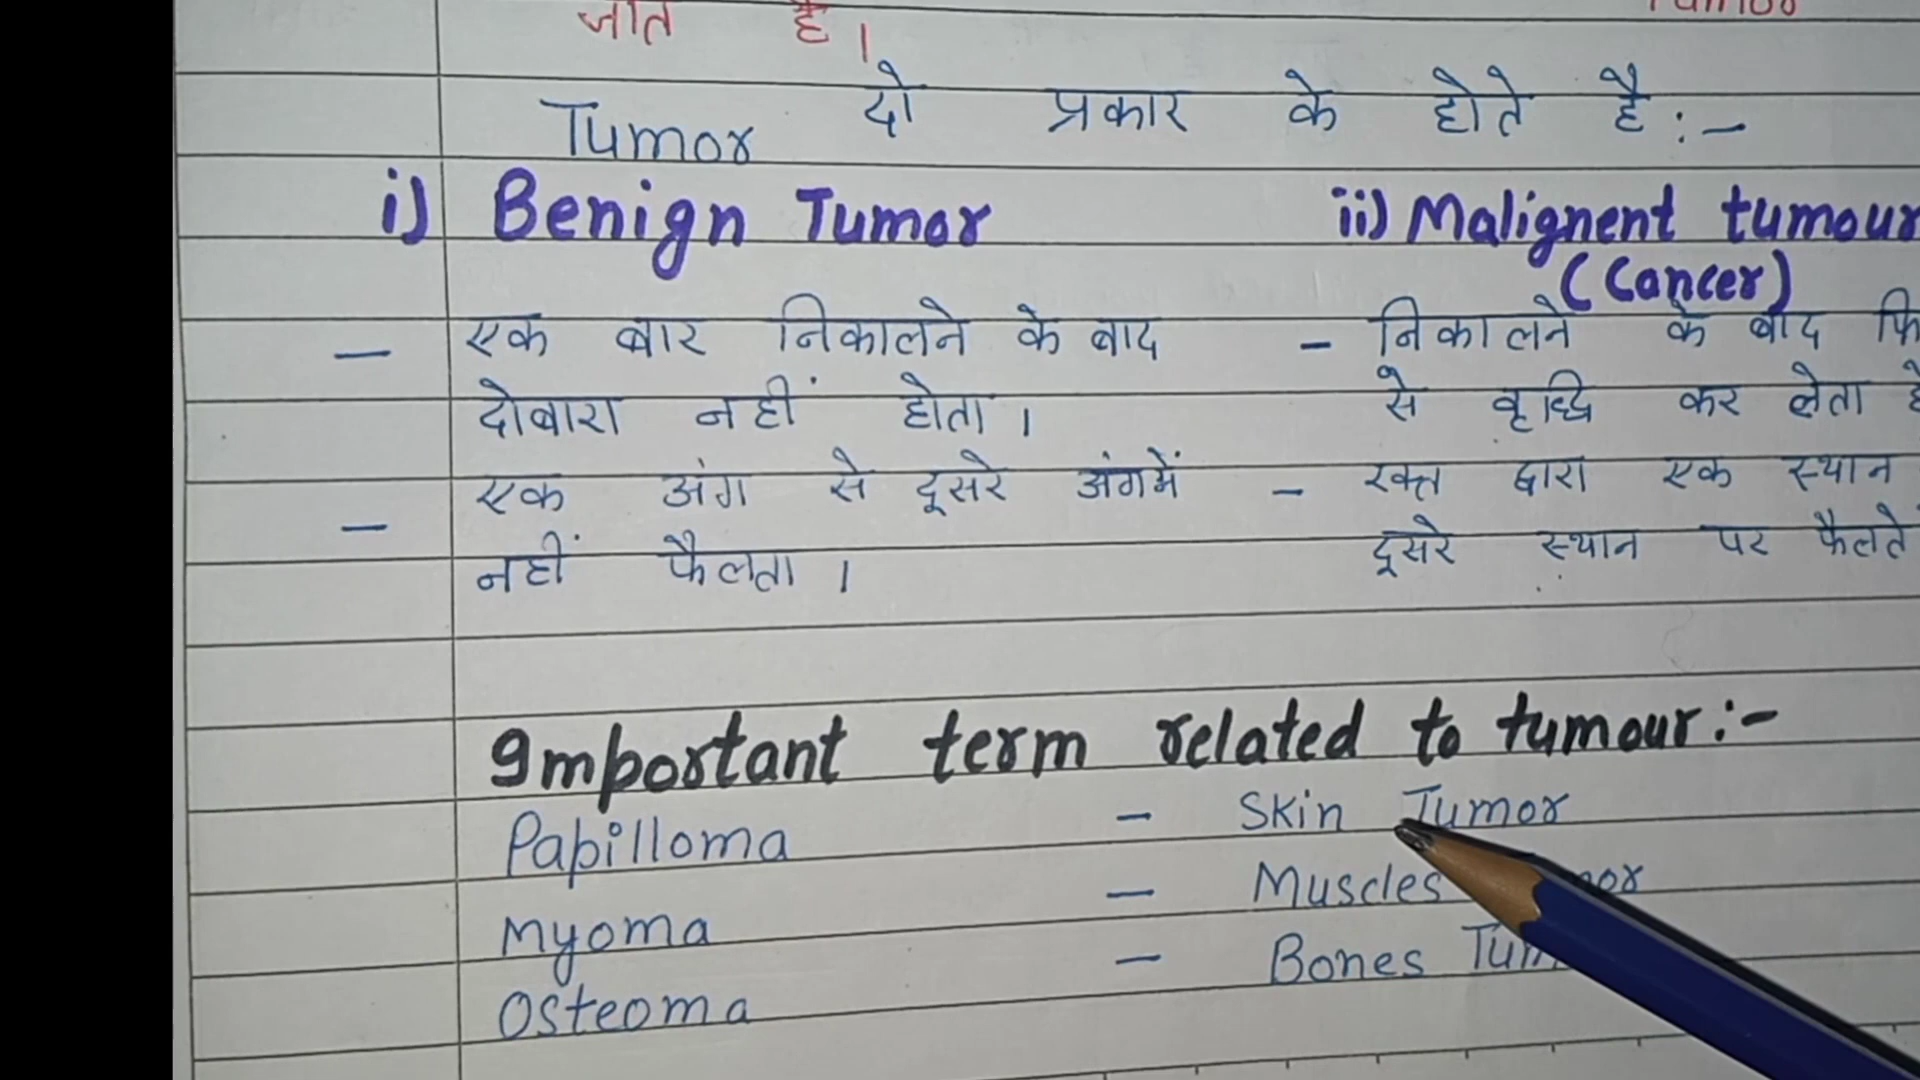 जाते है।
Tumor दो प्रकार के होते है :-
i) Benign Tumor
ii) Malignent tumour
(Cancer)
- एक बार निकालने के बाद
दोबारा नहीं होता।
- एक अंग से दूसरे अंगमें
नहीं फैलता।
- निकालने के बाद
से वृद्धि कर लेता
- रक्त द्वारा एक स्थान
दूसरे स्थान पर फैलते
Important term related to tumour:-
Papilloma - Skin Tumor
Myoma - Muscles
Osteoma - Bones